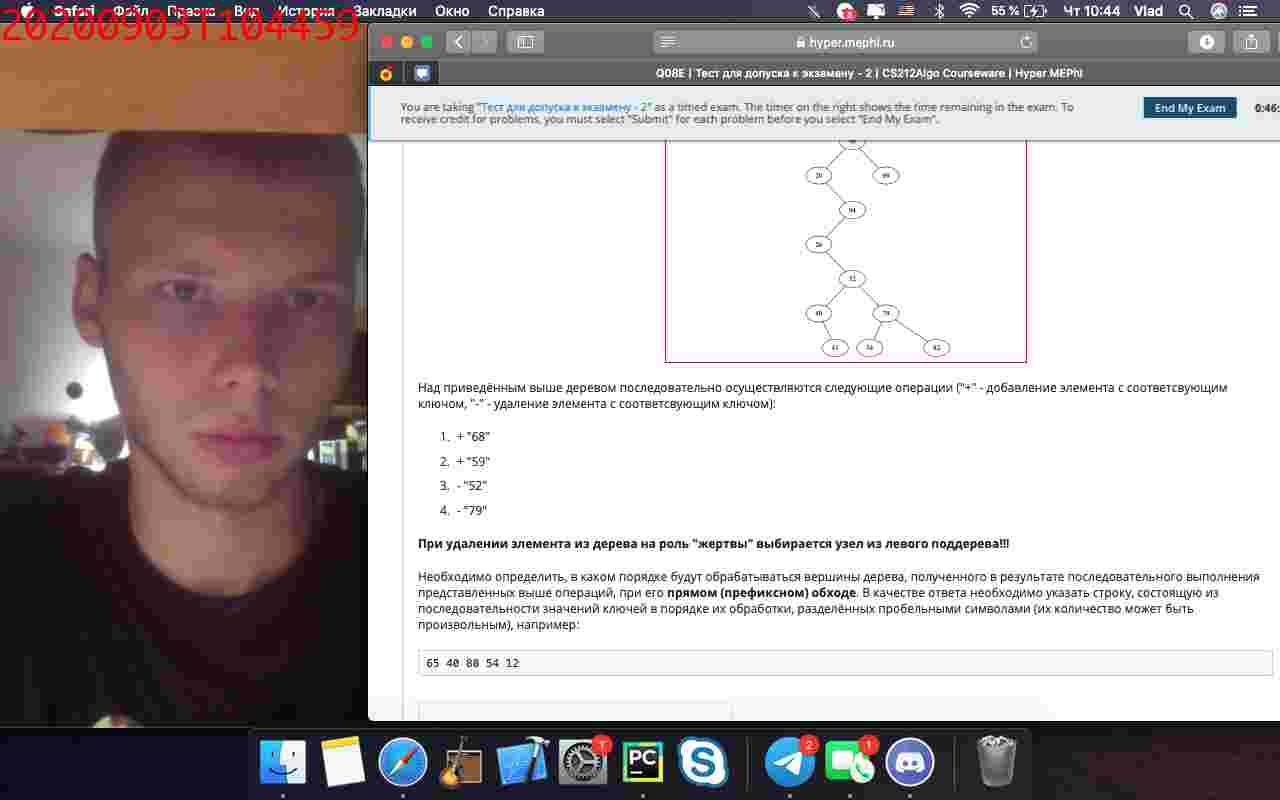 20200903T104459
Safari Файл Правка Вид История Закладки Окно Справка 55 % Чт 10:44 Vlad
hyper.mephi.ru
Q08E | Тест для допуска к экзамену - 2 | CS212Algo Courseware | Hyper.MEPhI
You are taking "Тест для допуска к экзамену - 2" as a timed exam. The timer on the right shows the time remaining in the exam. To
receive credit for problems, you must select "Submit" for each problem before you select "End My Exam".
End My Exam
0:46:
20
94
26
52
79
62
Над приведённым выше деревом последовательно осуществляются следующие операции ("+" - добавление элемента с соответсвующим
ключом, "-" - удаление элемента с соответсвующим ключом):
1. + "68"
2. + "59"
3. - "52"
4. - "79"
При удалении элемента из дерева на роль "жертвы" выбирается узел из левого поддерева!!!
Необходимо определить, в каком порядке будут обрабатываться вершины дерева, полученного в результате последовательного выполнения
представленных выше операций, при его прямом (префиксном) обходе. В качестве ответа необходимо указать строку, состоящую из
последовательности значений ключей в порядке их обработки, разделённых пробельными символами (их количество может быть
произвольным), например:
65 40 80 54 12
PC
2
1